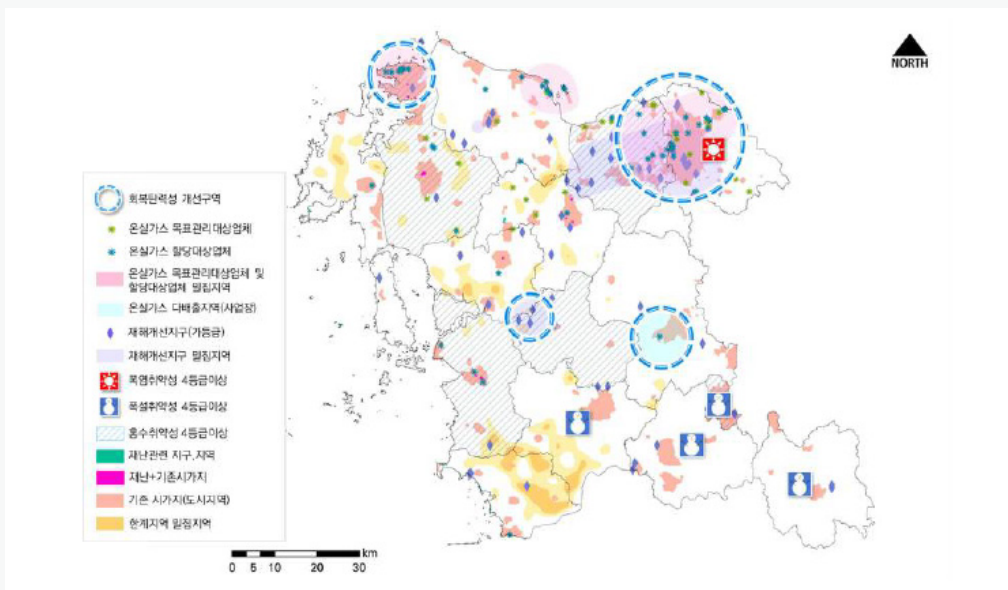 NORTH
회복탄력성 개선구역
온실가스 목표관리대상업체
온실가스 할당대상업체
온실가스 목표관리대상업체 및
할당대상업체 밀집지역
온실가스 다배출지역(사업장)
재해개선지구(가등급)
재해개선지구 밀집지역
폭염취약성 4등급이상
폭설취약성 4등급이상
홍수취약성 4등급이상
재난관련 지구,지역
재난+기존시가지
기존 시가지(도시지역)
한계지역 밀집지역
km
0 5 10 20 30